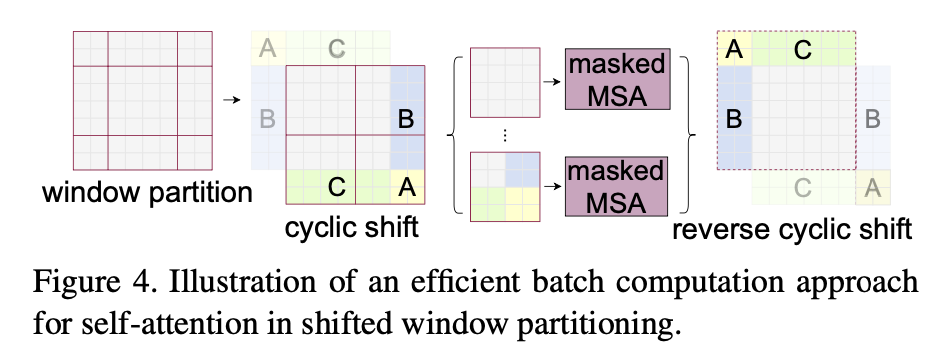 A
C
B
B
C
A
window partition
cyclic shift
masked
MSA
...
masked
MSA
A
C
B
B
C
A
reverse cyclic shift
Figure 4. Illustration of an efficient batch computation approach
for self-attention in shifted window partitioning.